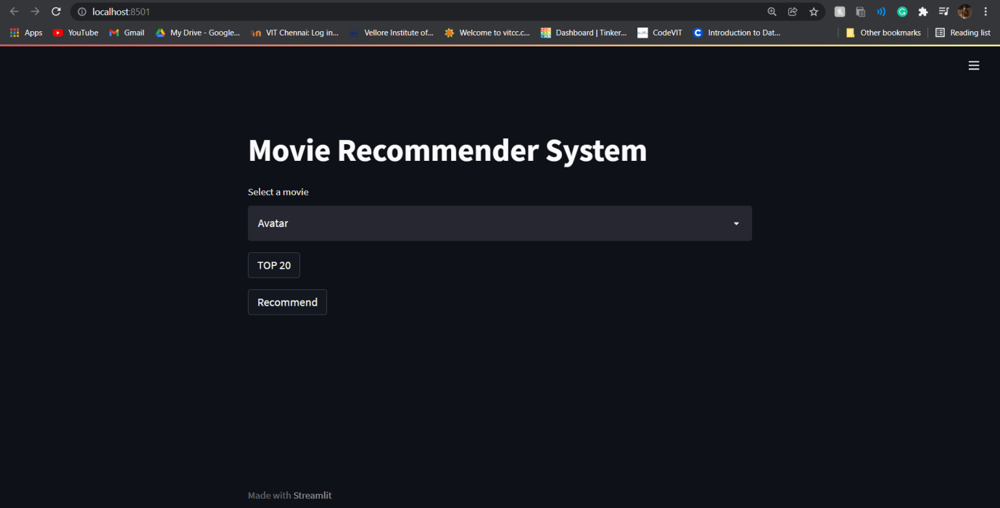 localhost:8501
Apps YouTube Gmail My Drive - Google... VIT Chennai: Log in... Vellore Institute of... Welcome to vitcc.c... Dashboard | Tinker... CodeVIT Introduction to Dat... Other bookmarks Reading list
Movie Recommender System
Select a movie
Avatar
TOP 20
Recommend
Made with Streamlit